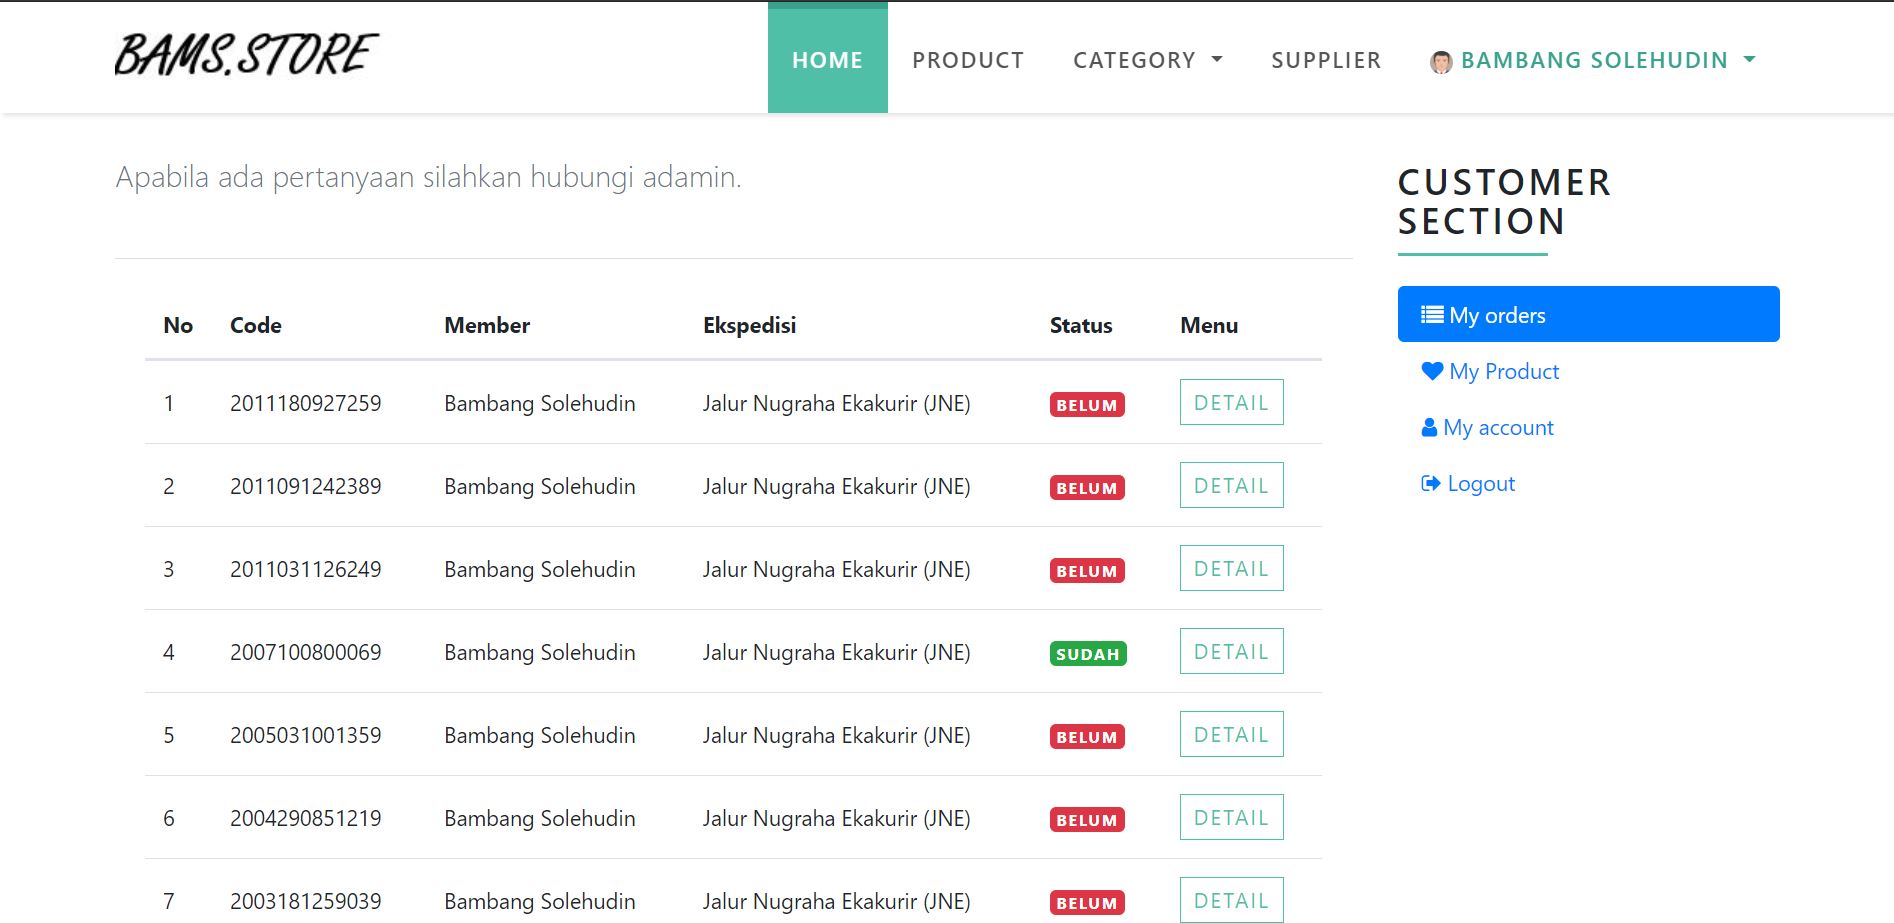 BAMS.STORE
HOME PRODUCT CATEGORY SUPPLIER BAMBANG SOLEHUDIN
Apabila ada pertanyaan silahkan hubungi adamin.
No Code Member Ekspedisi Status Menu
1 2011180927259 Bambang Solehudin Jalur Nugraha Ekakurir (JNE) BELUM DETAIL
2 2011091242389 Bambang Solehudin Jalur Nugraha Ekakurir (JNE) BELUM DETAIL
3 2011031126249 Bambang Solehudin Jalur Nugraha Ekakurir (JNE) BELUM DETAIL
4 2007100800069 Bambang Solehudin Jalur Nugraha Ekakurir (JNE) SUDAH DETAIL
5 2005031001359 Bambang Solehudin Jalur Nugraha Ekakurir (JNE) BELUM DETAIL
6 2004290851219 Bambang Solehudin Jalur Nugraha Ekakurir (JNE) BELUM DETAIL
7 2003181259039 Bambang Solehudin Jalur Nugraha Ekakurir (JNE) BELUM DETAIL
CUSTOMER
SECTION
My orders
My Product
My account
Logout